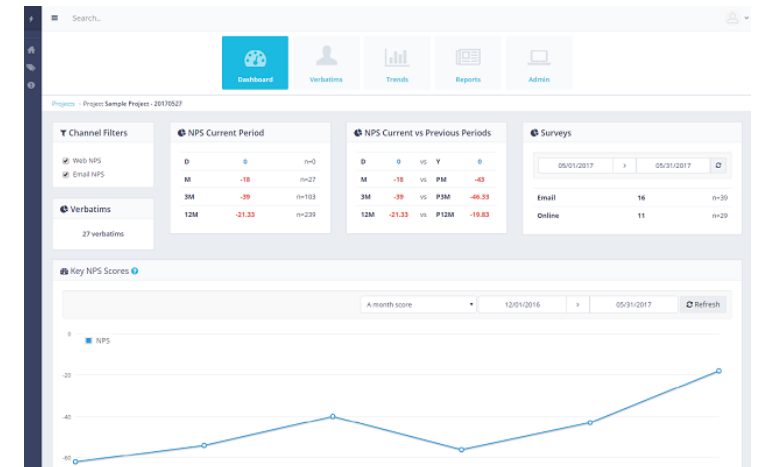 Search..
Dashboard
Verbatims
Trends
Reports
Admin
Projects > Project Sample Project - 20170527
Channel Filters
Web NPS
Email NPS
Verbatims
27 verbatims
NPS Current Period
D 0 n=0
M -18 n=27
3M -39 n=103
12M -21.33 n=239
NPS Current vs Previous Periods
D 0 vs Y 0
M -18 vs PM -43
3M -39 vs P3M -46.33
12M -21.33 vs P12M -19.83
Surveys
05/01/2017 > 05/31/2017
Email 16 n=39
Online 11 n=29
Key NPS Scores
A month score 12/01/2016 > 05/31/2017 Refresh
NPS
0
-20
-40
-60